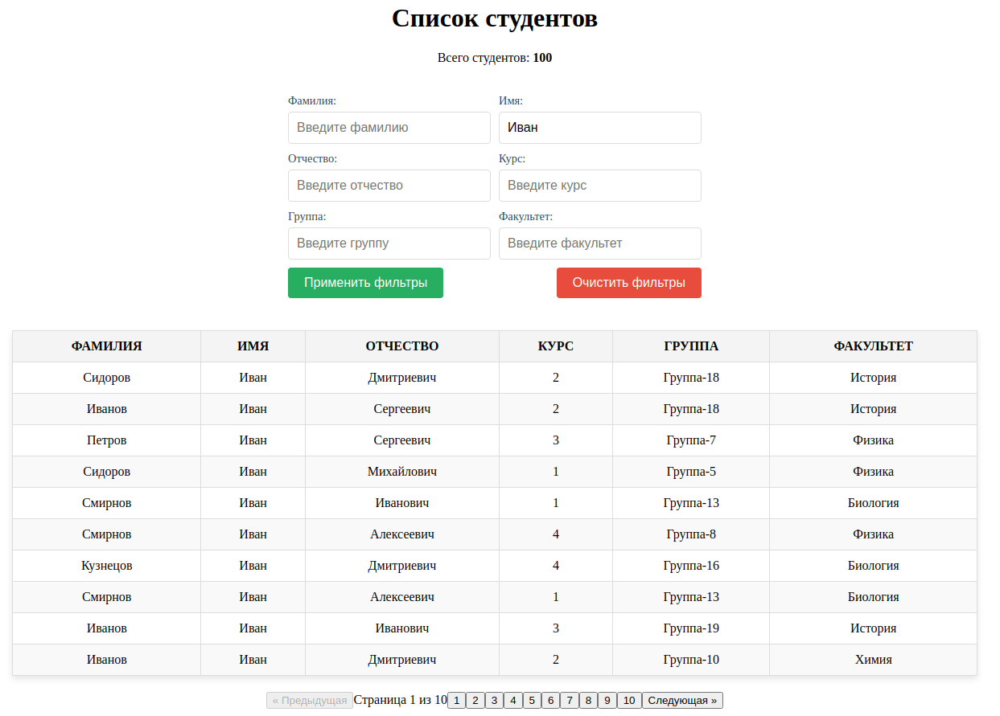 Список студентов
Всего студентов: 100
Фамилия: Имя:
Введите фамилию Иван
Отчество: Курс:
Введите отчество Введите курс
Группа: Факультет:
Введите группу Введите факультет
Применить фильтры Очистить фильтры
ФАМИЛИЯ ИМЯ ОТЧЕСТВО КУРС ГРУППА ФАКУЛЬТЕТ
Сидоров Иван Дмитриевич 2 Группа-18 История
Иванов Иван Сергеевич 2 Группа-18 История
Петров Иван Сергеевич 3 Группа-7 Физика
Сидоров Иван Михайлович 1 Группа-5 Физика
Смирнов Иван Иванович 1 Группа-13 Биология
Смирнов Иван Алексеевич 4 Группа-8 Физика
Кузнецов Иван Дмитриевич 4 Группа-16 Биология
Смирнов Иван Алексеевич 1 Группа-13 Биология
Иванов Иван Иванович 3 Группа-19 История
Иванов Иван Дмитриевич 2 Группа-10 Химия
« Предыдущая Страница 1 из 10 1 2 3 4 5 6 7 8 9 10 Следующая »